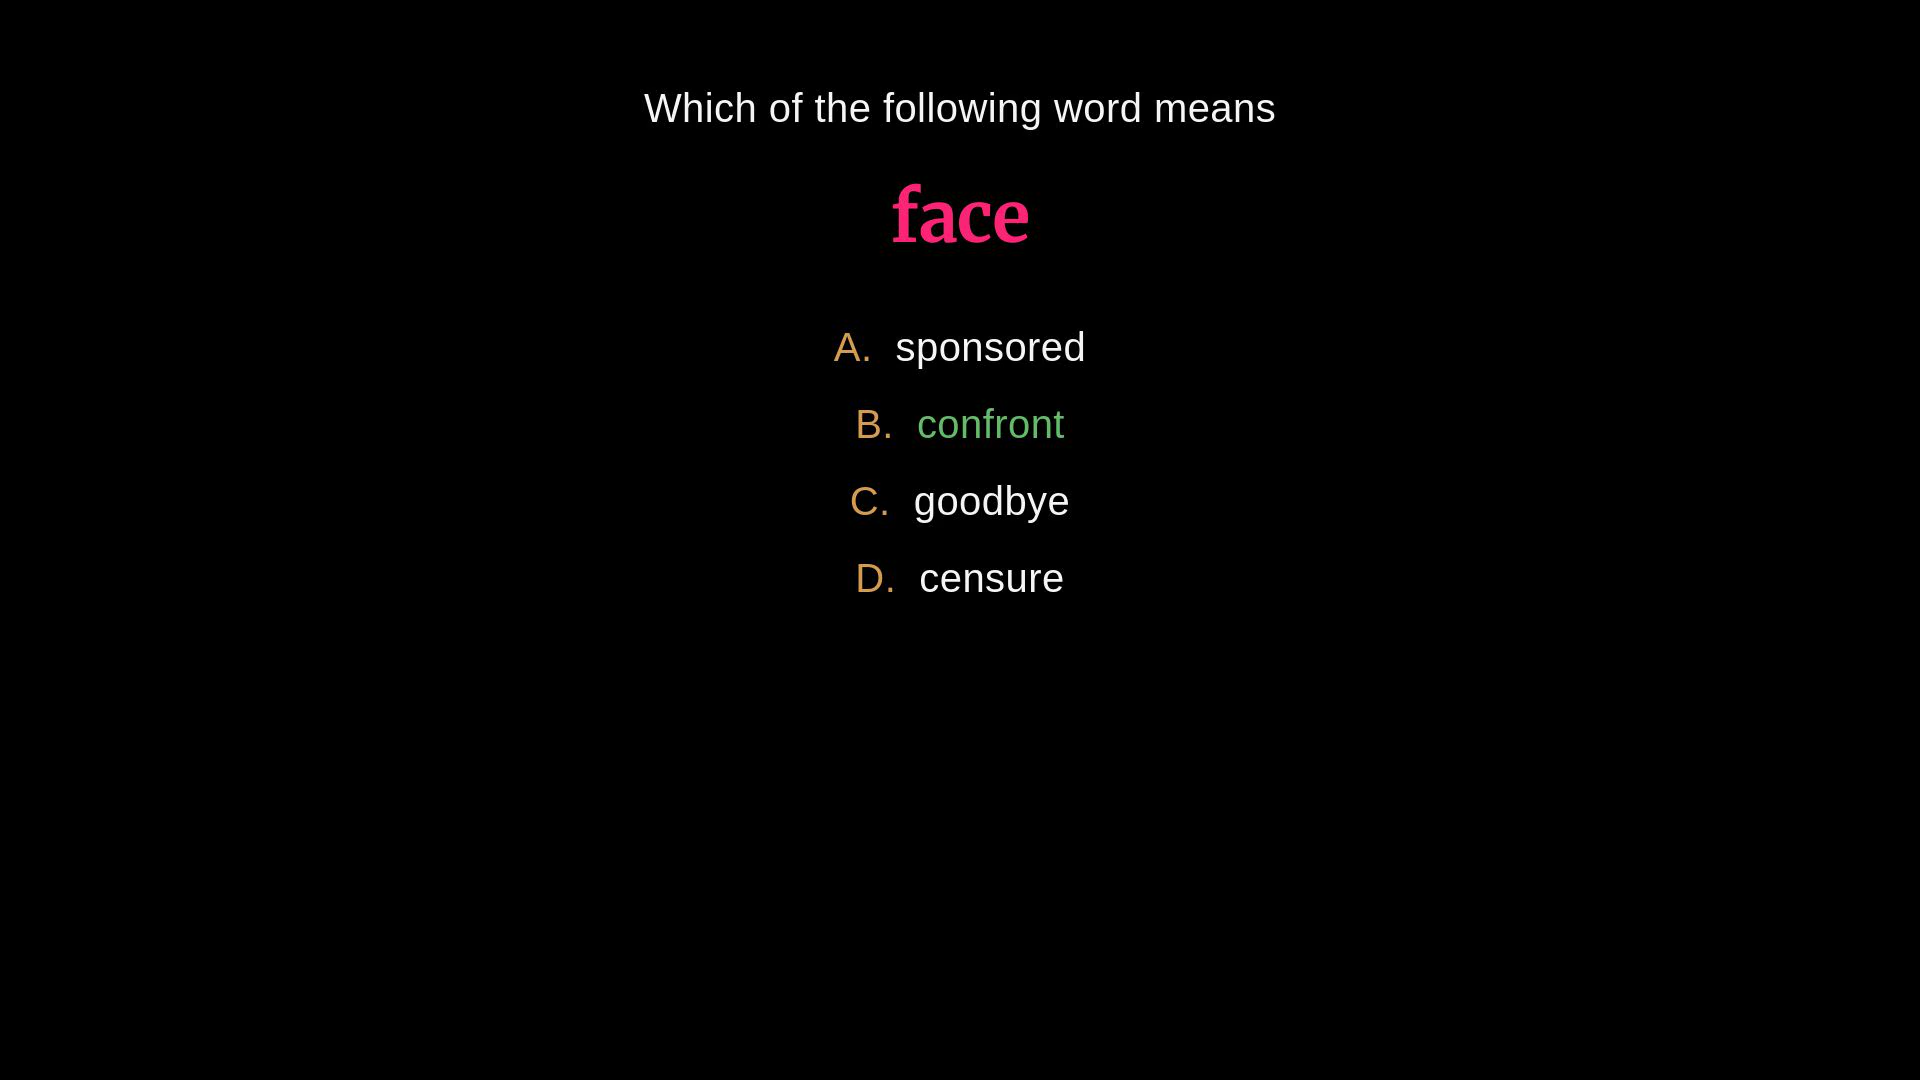 Which of the following word means
face
A. sponsored
B. confront
C. goodbye
D. censure